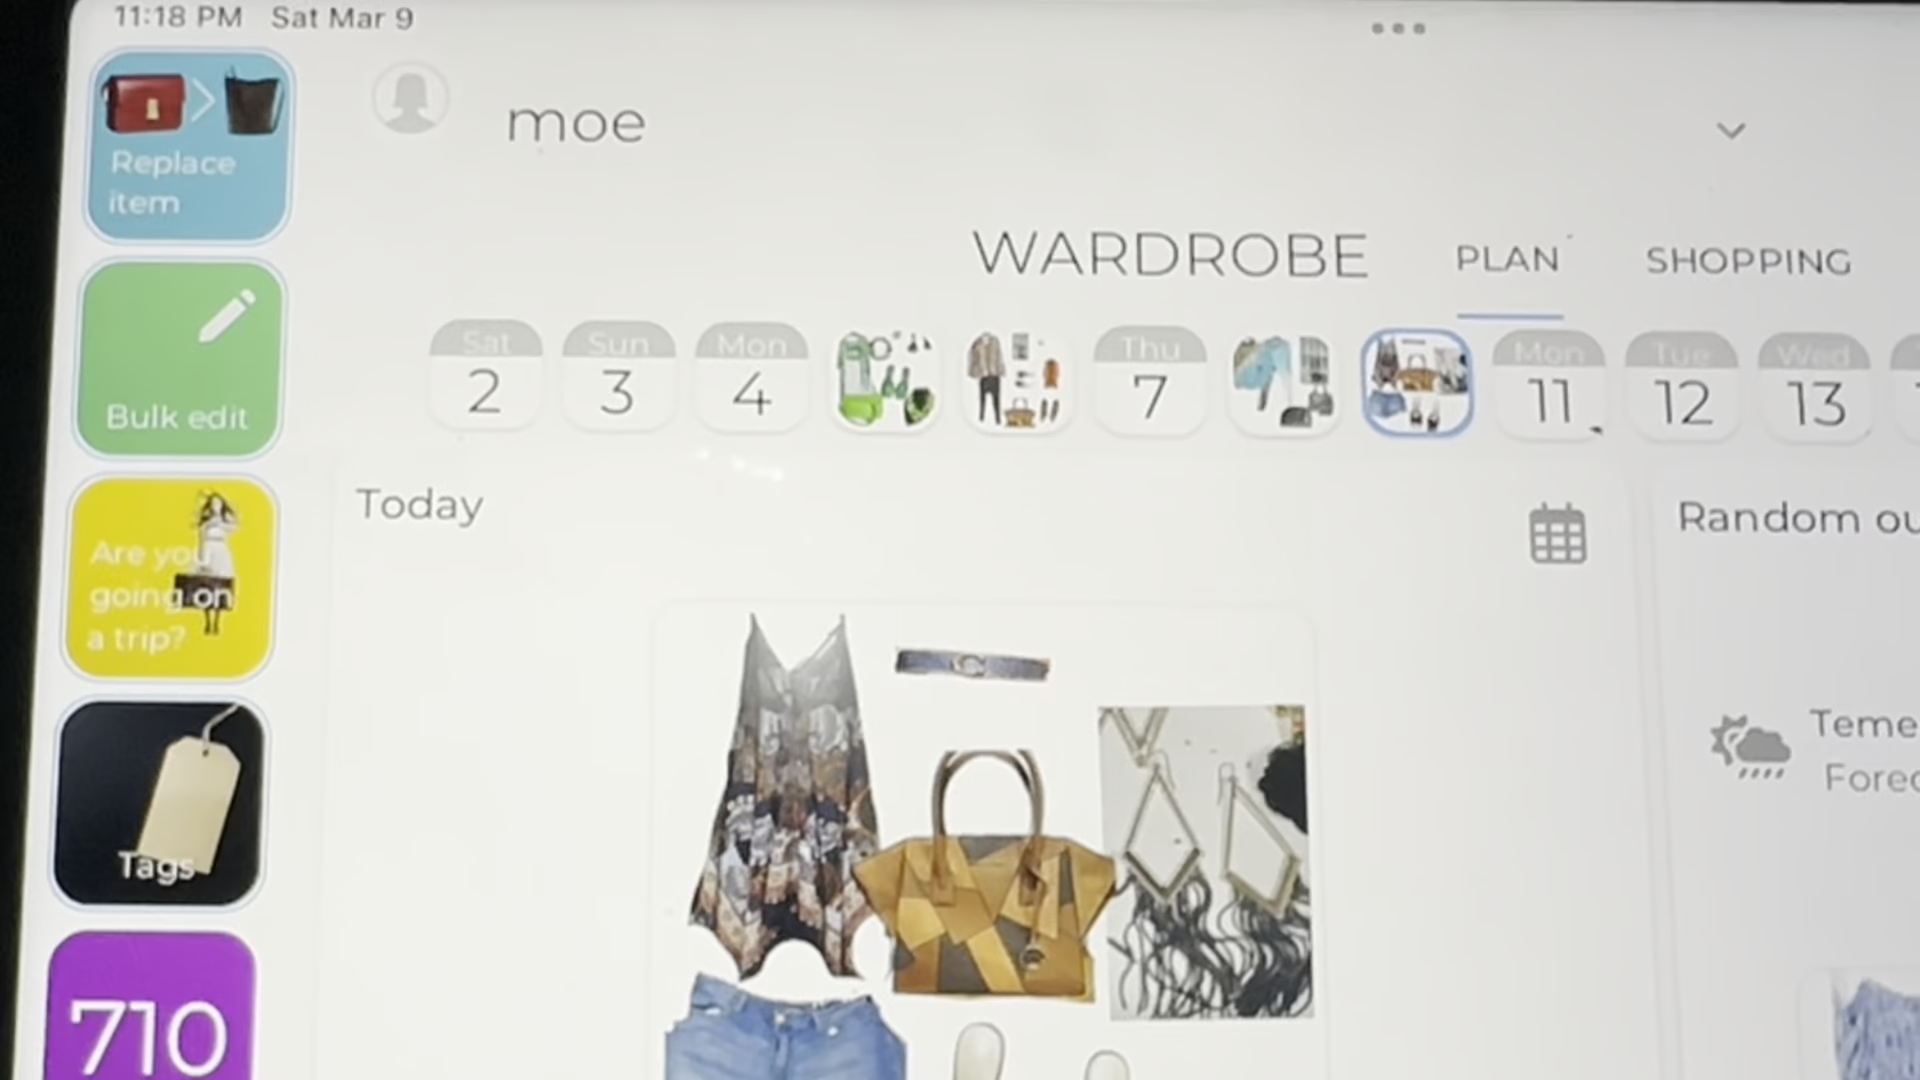 11:18 PM Sat Mar 9
moe
Replace
item
WARDROBE PLAN SHOPPING
Sat
2
Sun
3
Mon
4
Thu
7
Mon
11
Tue
12
Wed
13
Bulk edit
Today
Random ou
Are you
going on
a trip?
Teme
Forec
Tags
710